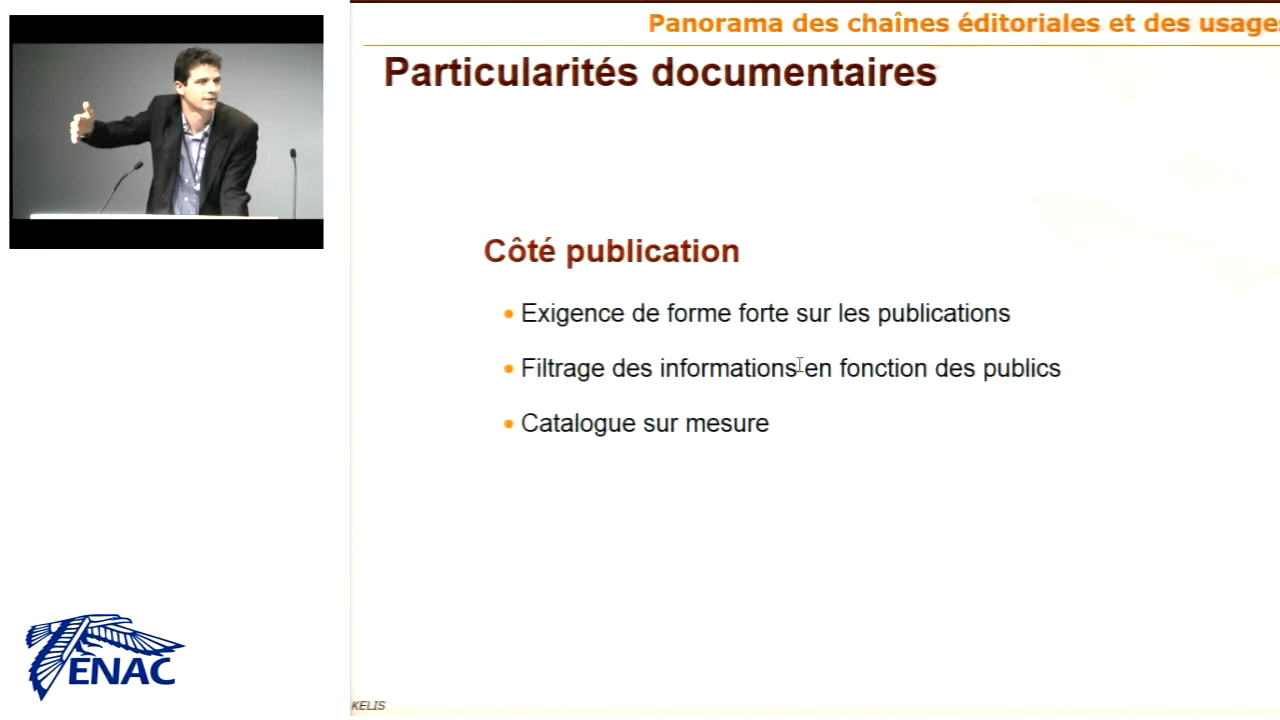 Panorama des chaînes éditoriales et des usage
Particularités documentaires
Côté publication
• Exigence de forme forte sur les publications
• Filtrage des informations en fonction des publics
• Catalogue sur mesure
ENAC
KELIS